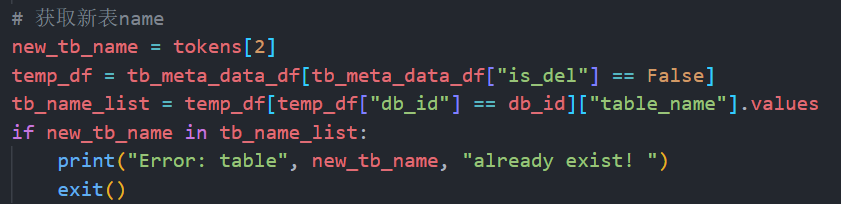 # 获取新表name
new_tb_name = tokens[2]
temp_df = tb_meta_data_df[tb_meta_data_df["is_del"] == False]
tb_name_list = temp_df[temp_df["db_id"] == db_id]["table_name"].values
if new_tb_name in tb_name_list:
    print("Error: table", new_tb_name, "already exist! ")
    exit()